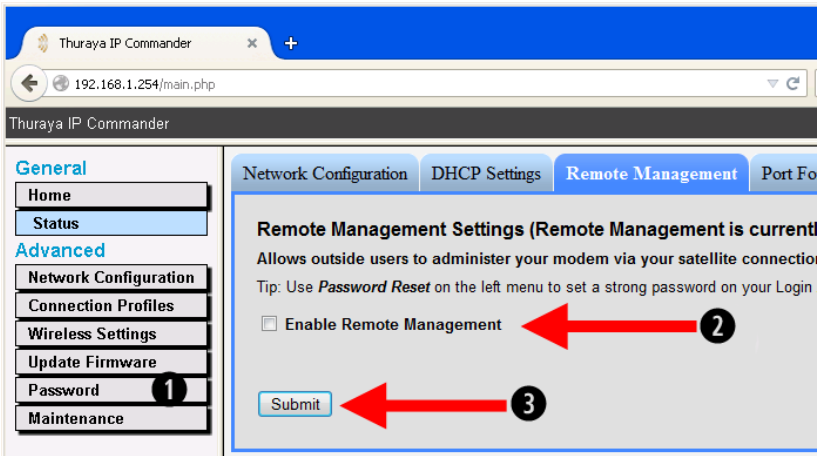 Thuraya IP Commander × +
192.168.1.254/main.php
Thuraya IP Commander
General
Home
Status
Advanced
Network Configuration
Connection Profiles
Wireless Settings
Update Firmware
Password 1
Maintenance
Network Configuration DHCP Settings Remote Management Port Fo
Remote Management Settings (Remote Management is currentl
Allows outside users to administer your modem via your satellite connection
Tip: Use Password Reset on the left menu to set a strong password on your Login
Enable Remote Management 2
Submit 3